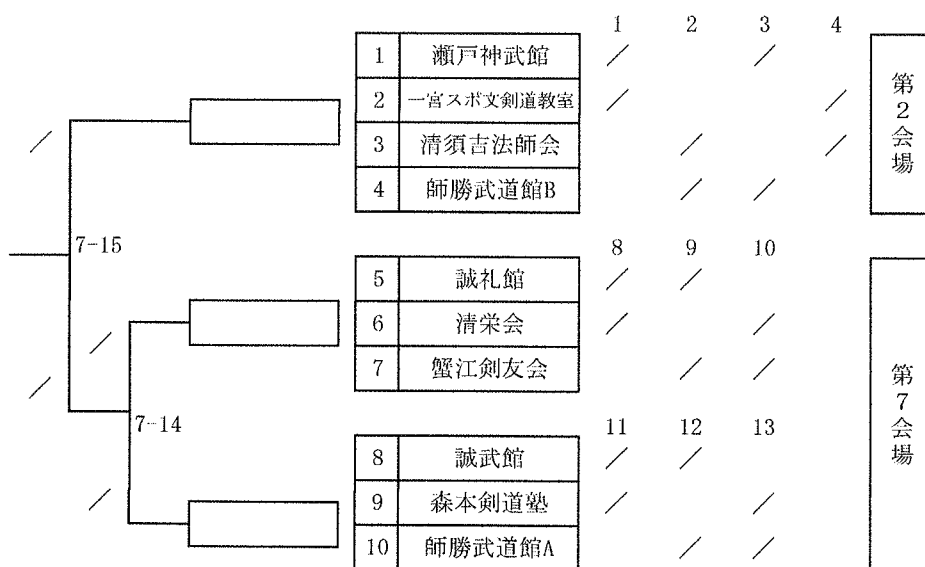 1 2 3 4
1 瀬戸神武館 ／ ／
2 一宮スポ文剣道教室 ／ ／
3 清須吉法師会 ／ ／
4 師勝武道館B ／ ／
第2会場
／
7-15
8 9 10
5 誠礼館 ／ ／
6 清栄会 ／ ／
7 蟹江剣友会 ／ ／
第7会場
／
／
7-14
11 12 13
8 誠武館 ／ ／
9 森本剣道塾 ／ ／
10 師勝武道館A ／ ／
／